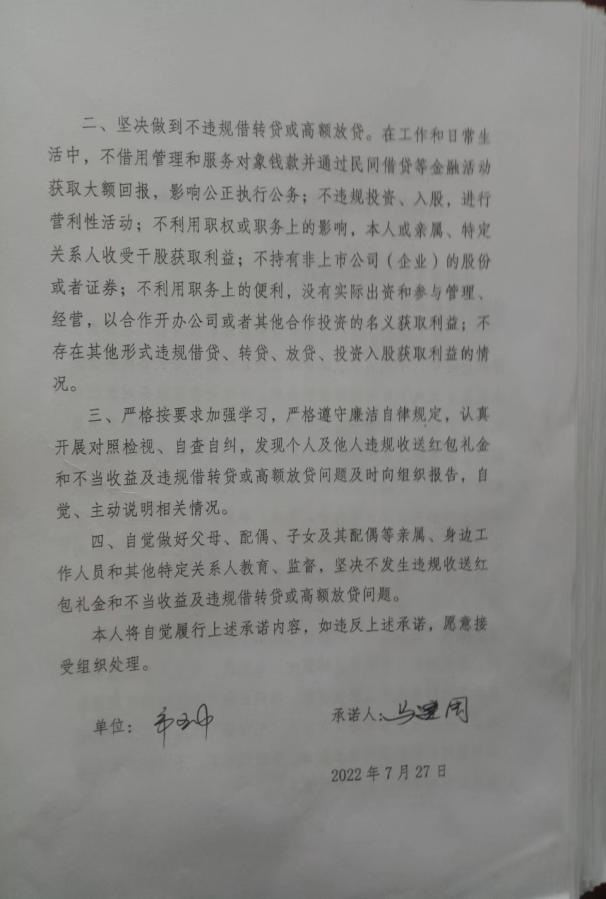 二、坚决做到不违规借转贷或高额放贷。在工作和日常生
活中，不借用管理和服务对象钱款并通过民间借贷等金融活动
获取大额回报，影响公正执行公务；不违规投资、入股，进行
营利性活动；不利用职权或职务上的影响，本人或亲属、特定
关系人收受干股获取利益；不持有非上市公司（企业）的股份
或者证券；不利用职务上的便利，没有实际出资和参与管理、
经营，以合作开办公司或者其他合作投资的名义获取利益；不
存在其他形式违规借贷、转贷、放贷、投资入股获取利益的情
况。
三、严格按要求加强学习，严格遵守廉洁自律规定，认真
开展对照检视、自查自纠，发现个人及他人违规收送红包礼金
和不当收益及违规借转贷或高额放贷问题及时向组织报告，自
觉、主动说明相关情况。
四、自觉做好父母、配偶、子女及其配偶等亲属、身边工
作人员和其他特定关系人教育、监督，坚决不发生违规收送红
包礼金和不当收益及违规借转贷或高额放贷问题。
本人将自觉履行上述承诺内容，如违反上述承诺，愿意接
受组织处理。
单位： 承诺人：马建国
2022年7月27日